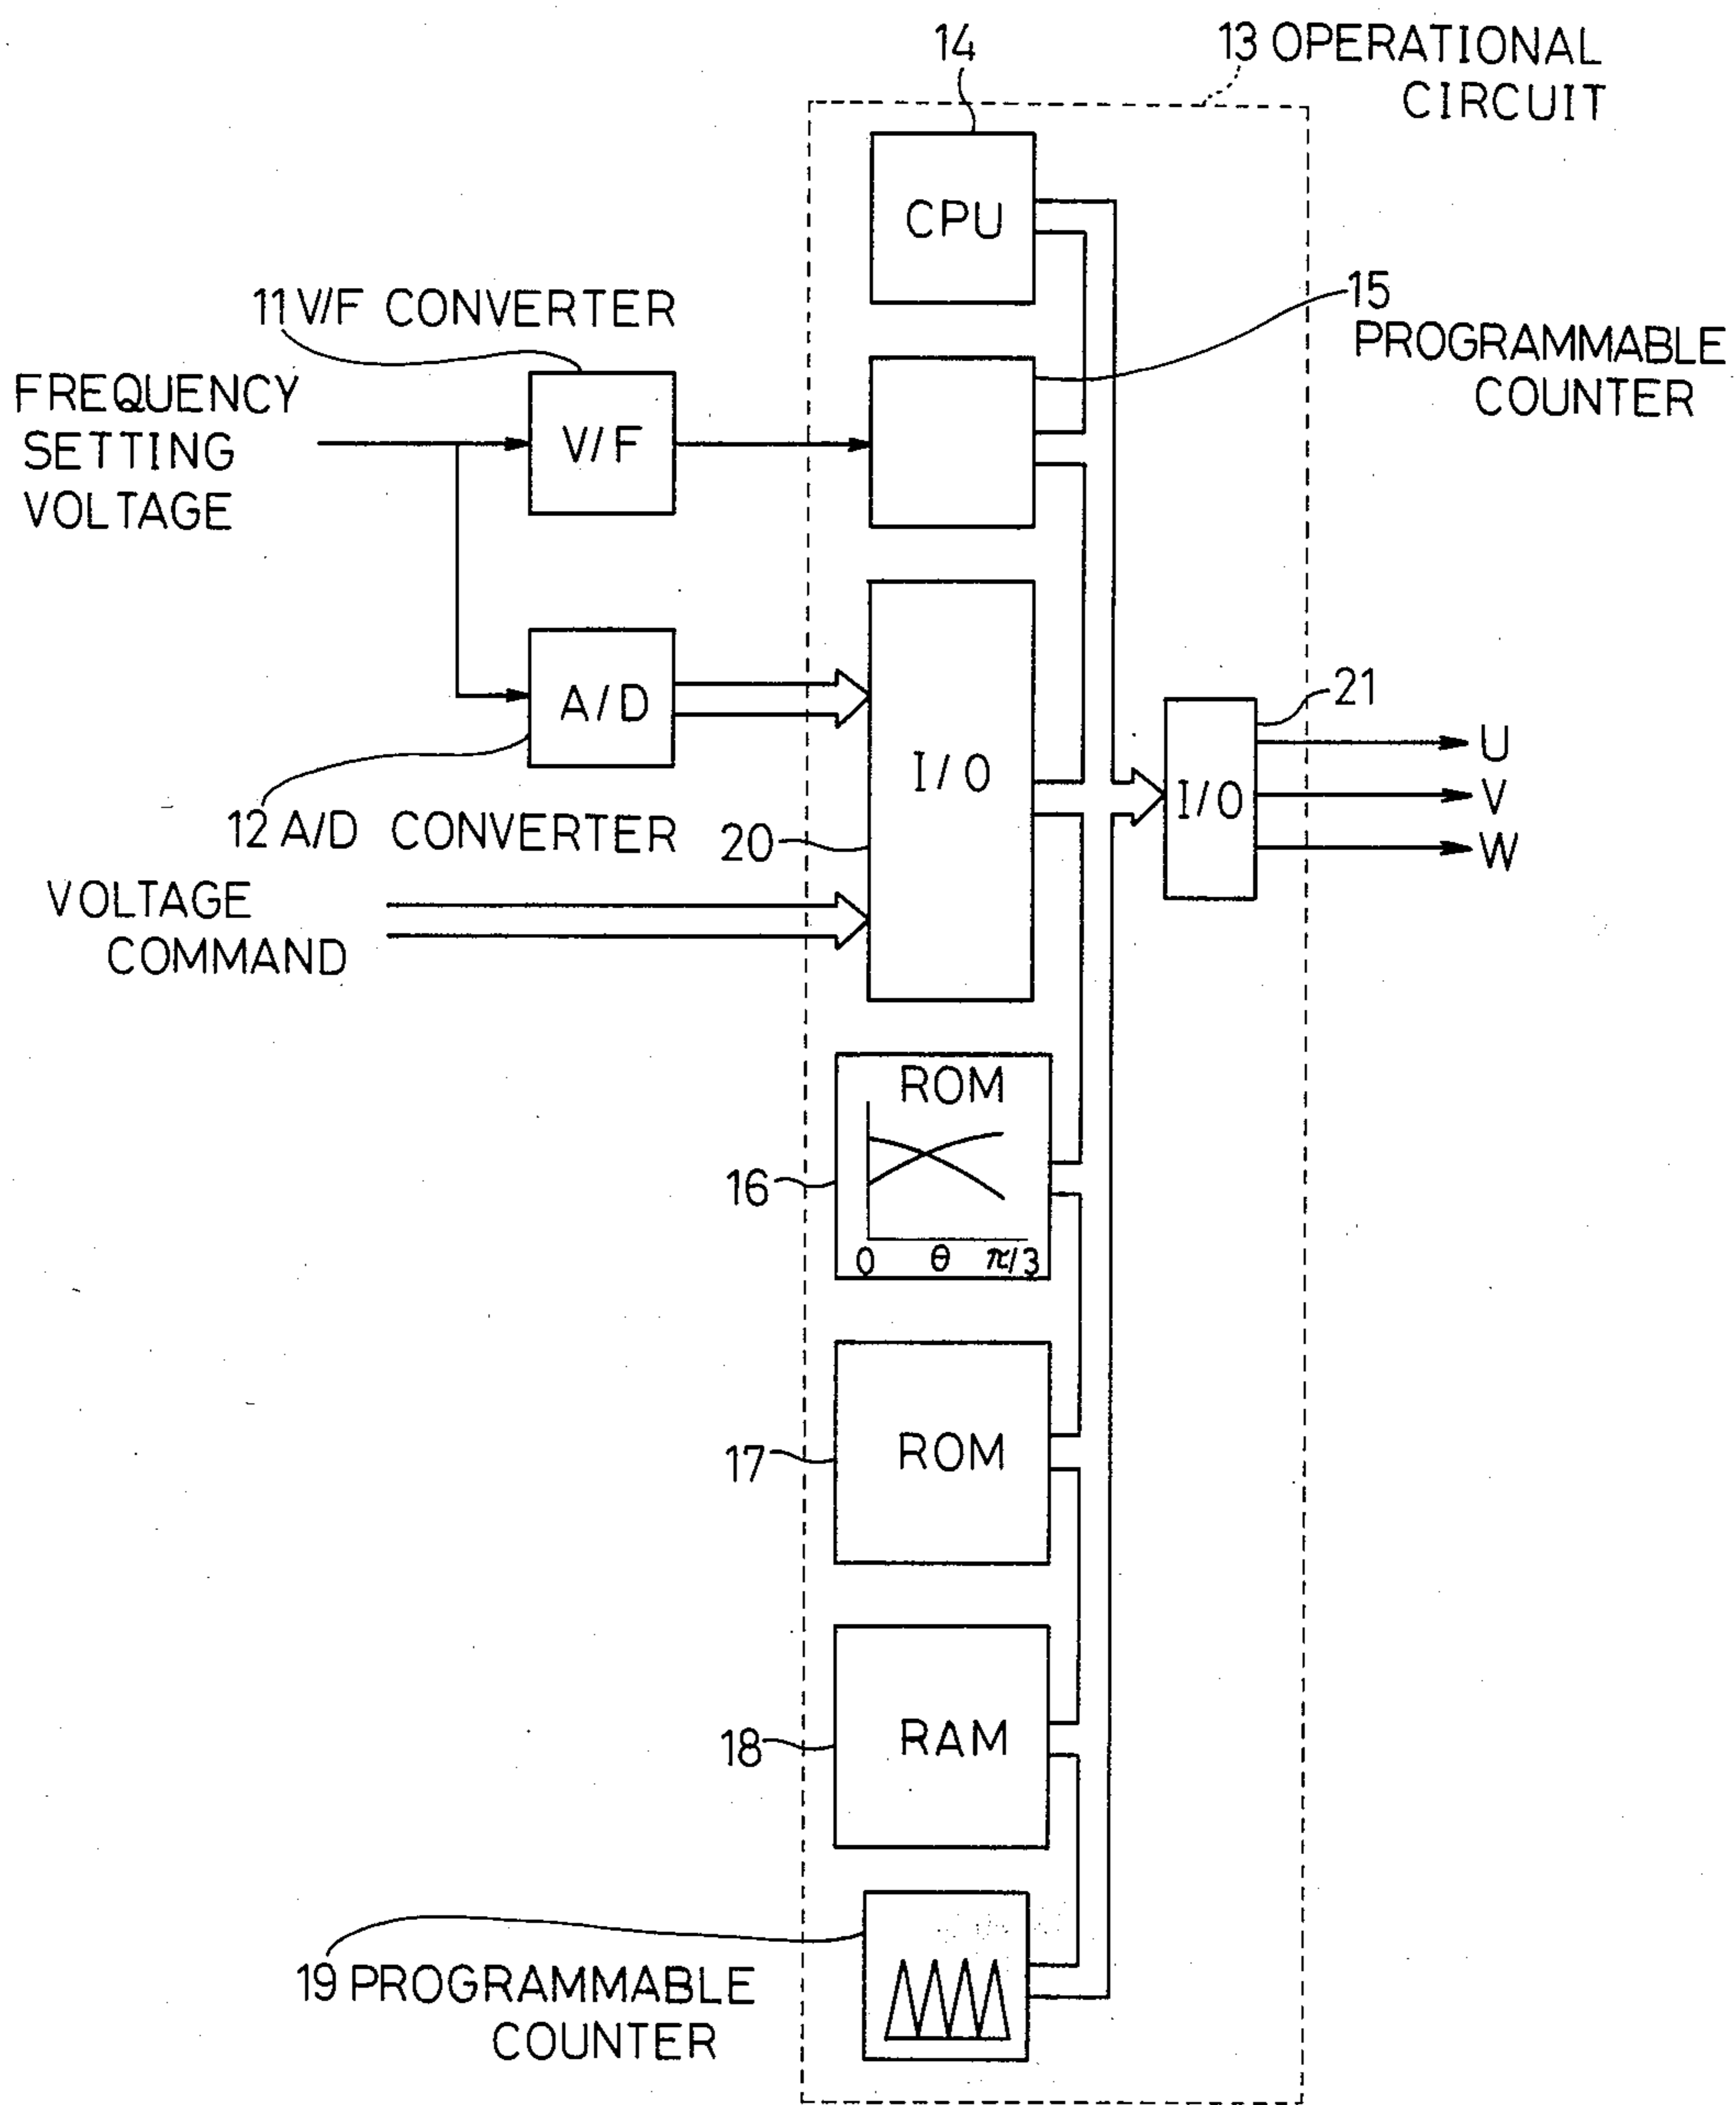 14
13 OPERATIONAL
CIRCUIT
CPU
11 V/F CONVERTER
15
PROGRAMMABLE
COUNTER
FREQUENCY
SETTING
VOLTAGE
V/F
A/D
I/O
21
U
I/O
V
W
12 A/D CONVERTER
20
VOLTAGE
COMMAND
ROM
16
0 θ π/3
17
ROM
18
RAM
19 PROGRAMMABLE
COUNTER